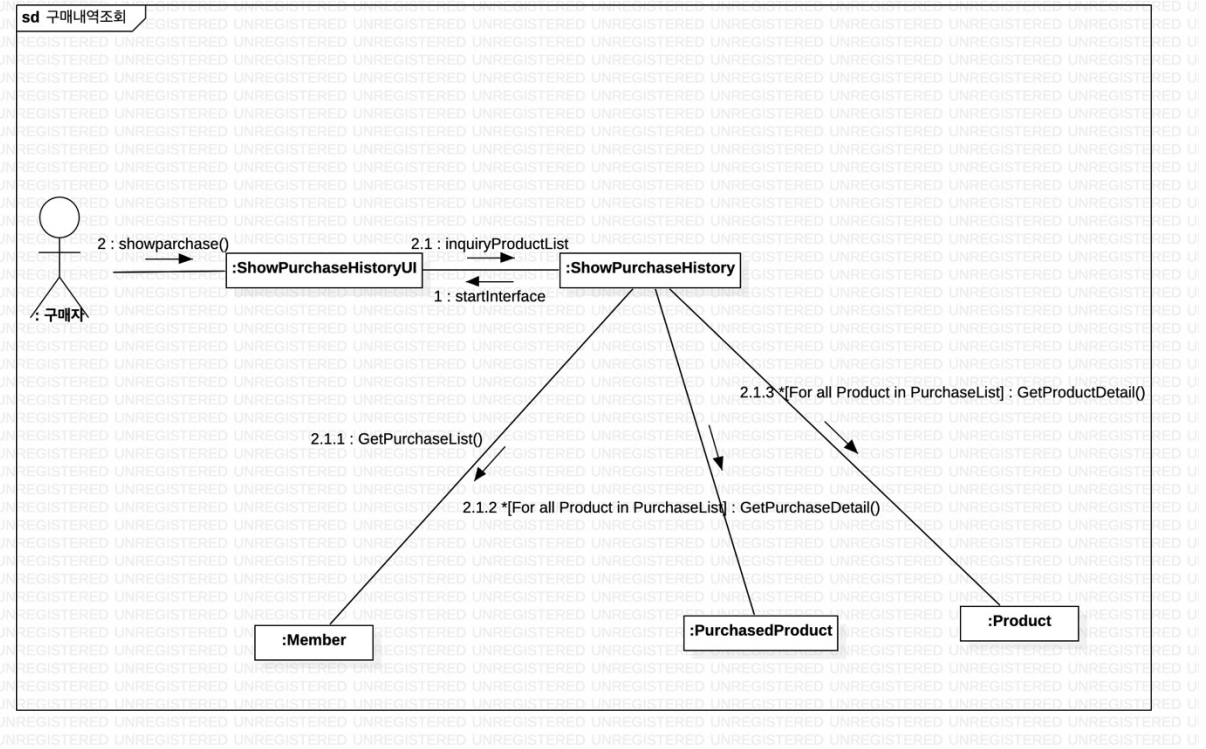 sd 구매내역조회
2 : showparchase()
2.1 : inquiryProductList
:ShowPurchaseHistoryUI
:ShowPurchaseHistory
1 : startInterface
: 구매자
2.1.3 *[For all Product in PurchaseList] : GetProductDetail()
2.1.1 : GetPurchaseList()
2.1.2 *[For all Product in PurchaseList] : GetPurchaseDetail()
:Member
:PurchasedProduct
:Product
UNREGISTERED